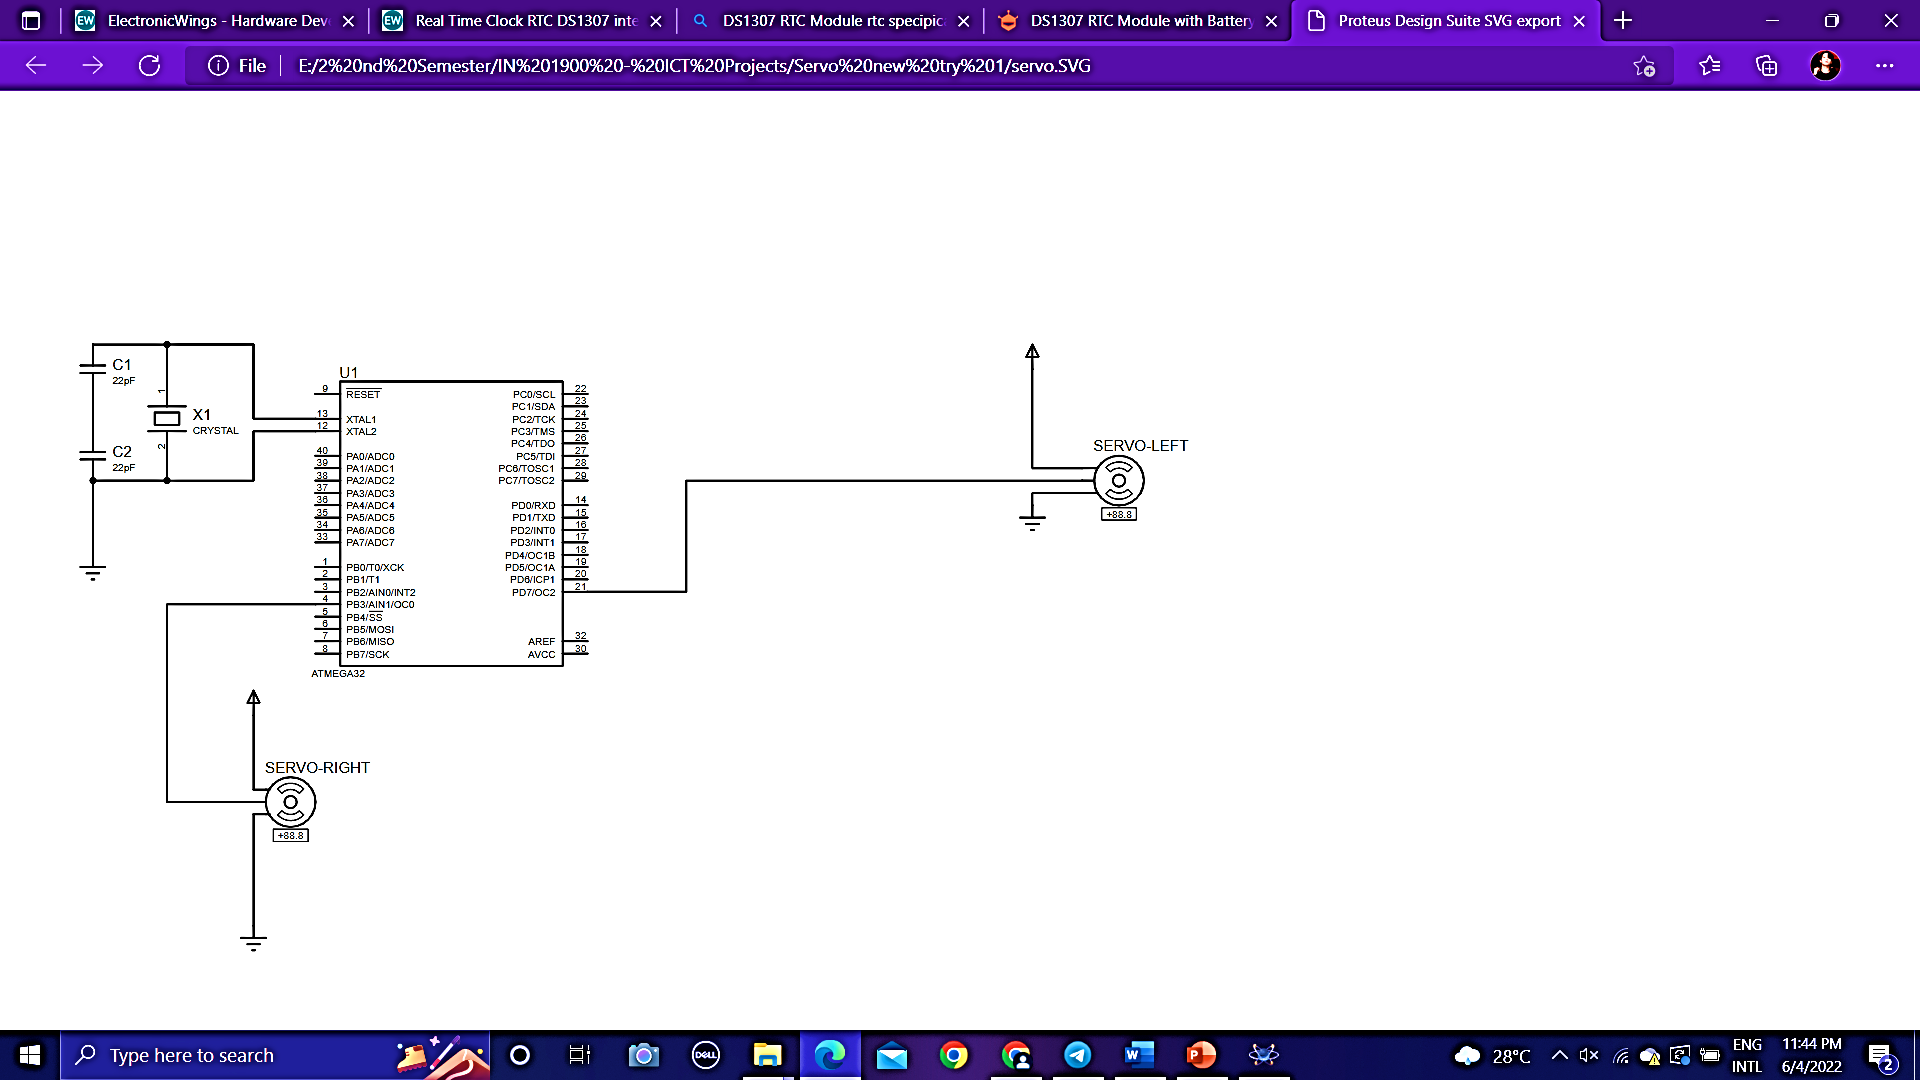 ElectronicWings - Hardware Dev
Real Time Clock RTC DS1307 inte
DS1307 RTC Module rtc specipic
DS1307 RTC Module with Battery
Proteus Design Suite SVG export
File
E:/2%20nd%20Semester/IN%201900%20-%20ICT%20Projects/Servo%20new%20try%201/servo.SVG
C1
22pF
C2
22pF
1
2
X1
CRYSTAL
U1
9 RESET
13 XTAL1
12 XTAL2
40 PA0/ADC0
39 PA1/ADC1
38 PA2/ADC2
37 PA3/ADC3
36 PA4/ADC4
35 PA5/ADC5
34 PA6/ADC6
33 PA7/ADC7
1 PB0/T0/XCK
2 PB1/T1
3 PB2/AIN0/INT2
4 PB3/AIN1/OC0
5 PB4/SS
6 PB5/MOSI
7 PB6/MISO
8 PB7/SCK
PC0/SCL 22
PC1/SDA 23
PC2/TCK 24
PC3/TMS 25
PC4/TDO 26
PC5/TDI 27
PC6/TOSC1 28
PC7/TOSC2 29
PD0/RXD 14
PD1/TXD 15
PD2/INT0 16
PD3/INT1 17
PD4/OC1B 18
PD5/OC1A 19
PD6/ICP1 20
PD7/OC2 21
AREF 32
AVCC 30
ATMEGA32
SERVO-LEFT
+88.8
SERVO-RIGHT
+88.8
Type here to search
DELL
28°C
ENG
INTL
11:44 PM
6/4/2022
2